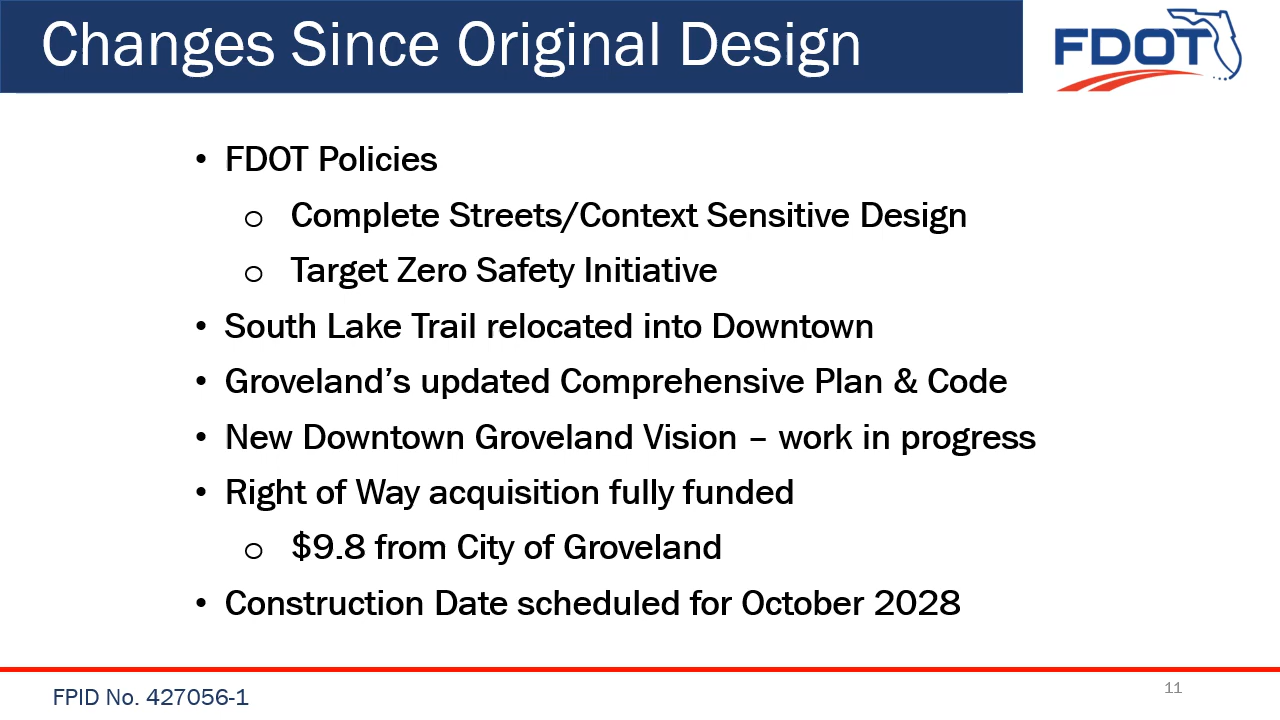 Changes Since Original Design
FDOT
• FDOT Policies
o Complete Streets/Context Sensitive Design
o Target Zero Safety Initiative
• South Lake Trail relocated into Downtown
• Groveland’s updated Comprehensive Plan & Code
• New Downtown Groveland Vision – work in progress
• Right of Way acquisition fully funded
o $9.8 from City of Groveland
• Construction Date scheduled for October 2028
FPID No. 427056-1
11